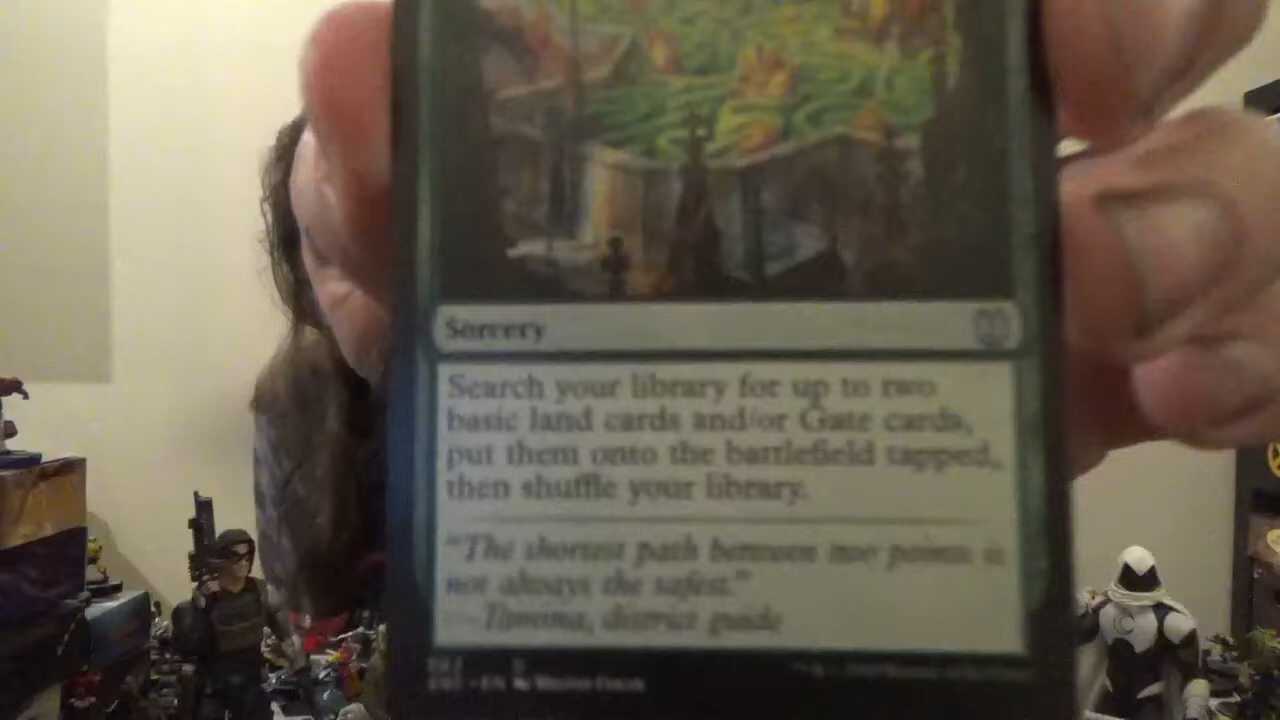 Sorcery
Search your library for up to two
basic land cards and/or Gate cards,
put them onto the battlefield tapped,
then shuffle your library.
"The shortest path between two points is
not always the safest."
district guide